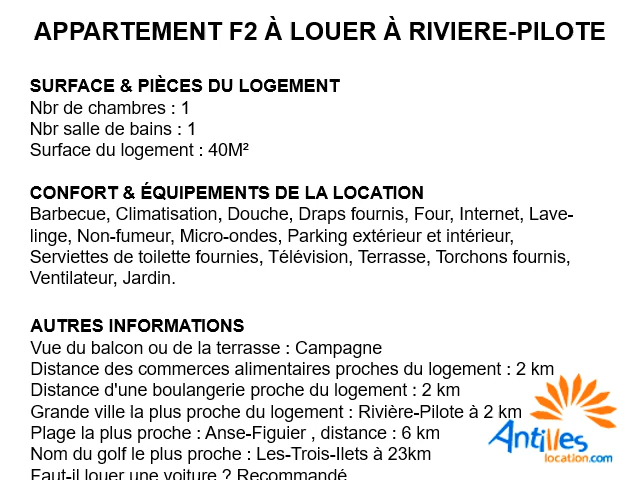 APPARTEMENT F2 À LOUER À RIVIERE-PILOTE
SURFACE & PIÈCES DU LOGEMENT
Nbr de chambres : 1
Nbr salle de bains : 1
Surface du logement : 40M²
CONFORT & ÉQUIPEMENTS DE LA LOCATION
Barbecue, Climatisation, Douche, Draps fournis, Four, Internet, Lave-
linge, Non-fumeur, Micro-ondes, Parking extérieur et intérieur,
Serviettes de toilette fournies, Télévision, Terrasse, Torchons fournis,
Ventilateur, Jardin.
AUTRES INFORMATIONS
Vue du balcon ou de la terrasse : Campagne
Distance des commerces alimentaires proches du logement : 2 km
Distance d'une boulangerie proche du logement : 2 km
Grande ville la plus proche du logement : Rivière-Pilote à 2 km
Plage la plus proche : Anse-Figuier , distance : 6 km
Nom du golf le plus proche : Les-Trois-Ilets à 23km
Faut-il louer une voiture ? Recommandé
Antilles
location.com